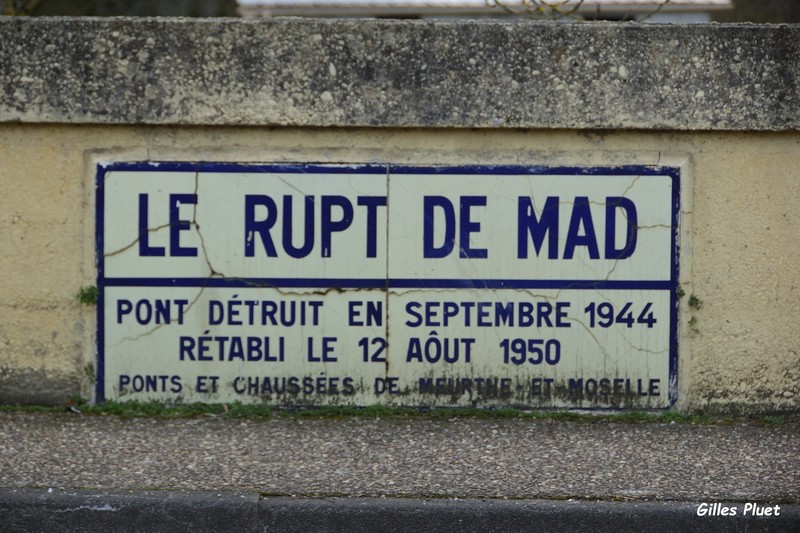 LE RUPT DE MAD
PONT DÉTRUIT EN SEPTEMBRE 1944
RÉTABLI LE 12 AÔUT 1950
PONTS ET CHAUSSÉES DE MEURTHE ET MOSELLE
Gilles Pluet